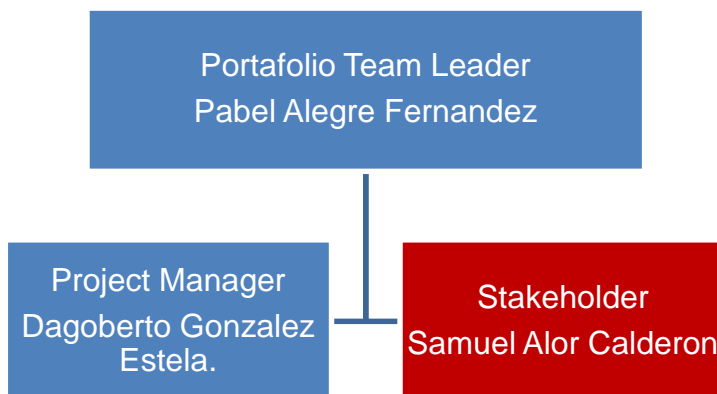 Portafolio Team Leader
Pabel Alegre Fernandez
Project Manager
Dagoberto Gonzalez
Estela.
Stakeholder
Samuel Alor Calderon